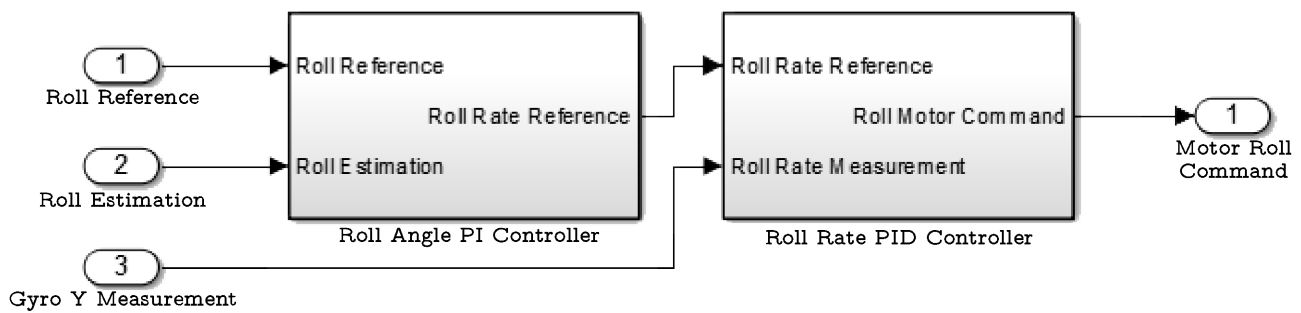 1
Roll Reference
2
Roll Estimation
3
Gyro Y Measurement
Roll Reference
Roll Rate Reference
Roll Estimation
Roll Angle PI Controller
Roll Rate Reference
Roll Motor Command
Roll Rate Measurement
Roll Rate PID Controller
1
Motor Roll
Command